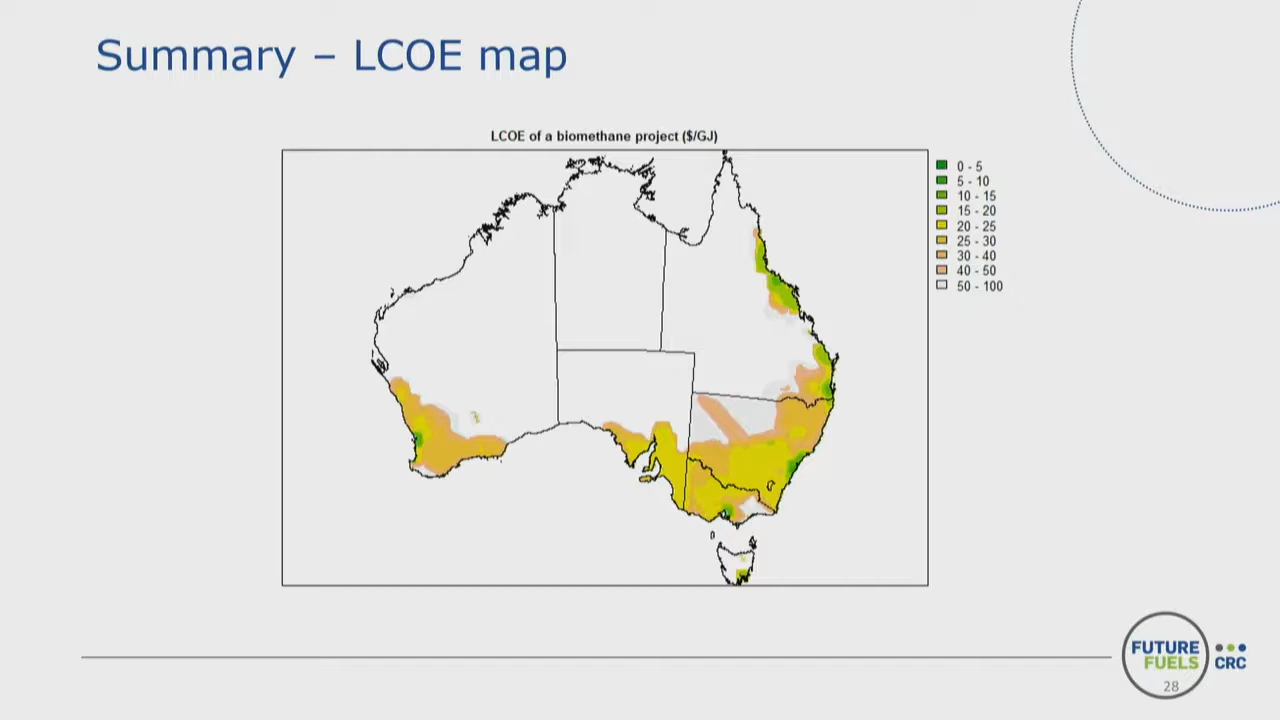 Summary – LCOE map
LCOE of a biomethane project ($/GJ)
0 - 5
5 - 10
10 - 15
15 - 20
20 - 25
25 - 30
30 - 40
40 - 50
50 - 100
FUTURE
FUELS CRC
28